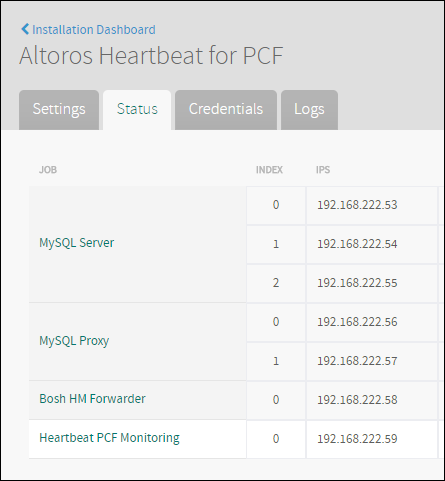 Installation Dashboard
Altoros Heartbeat for PCF
Settings Status Credentials Logs
JOB INDEX IPS
MySQL Server 0 192.168.222.53
1 192.168.222.54
2 192.168.222.55
MySQL Proxy 0 192.168.222.56
1 192.168.222.57
Bosh HM Forwarder 0 192.168.222.58
Heartbeat PCF Monitoring 0 192.168.222.59